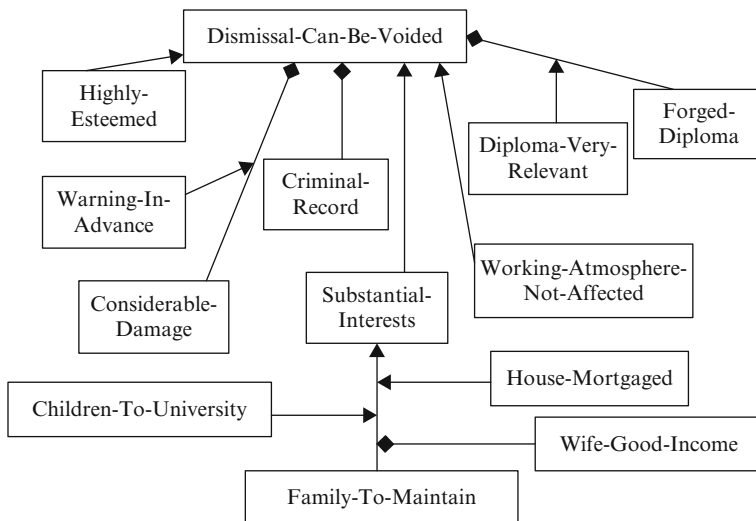 Dismissal-Can-Be-Voided
Highly-
Esteemed
Forged-
Diploma
Diploma-Very-
Relevant
Criminal-
Record
Warning-In-
Advance
Working-Atmosphere-
Not-Affected
Considerable-
Damage
Substantial-
Interests
House-Mortgaged
Children-To-University
Wife-Good-Income
Family-To-Maintain